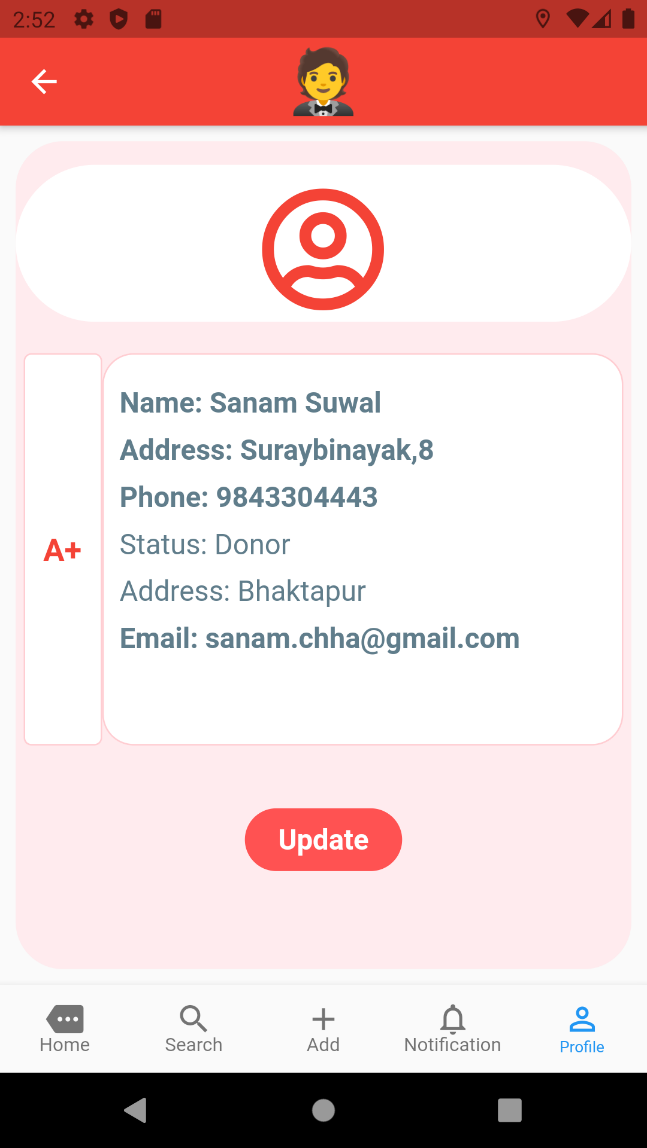 2:52
Name: Sanam Suwal
Address: Suraybinayak,8
Phone: 9843304443
Status: Donor
A+
Address: Bhaktapur
Email: sanam.chha@gmail.com
Update
Home Search Add Notification Profile